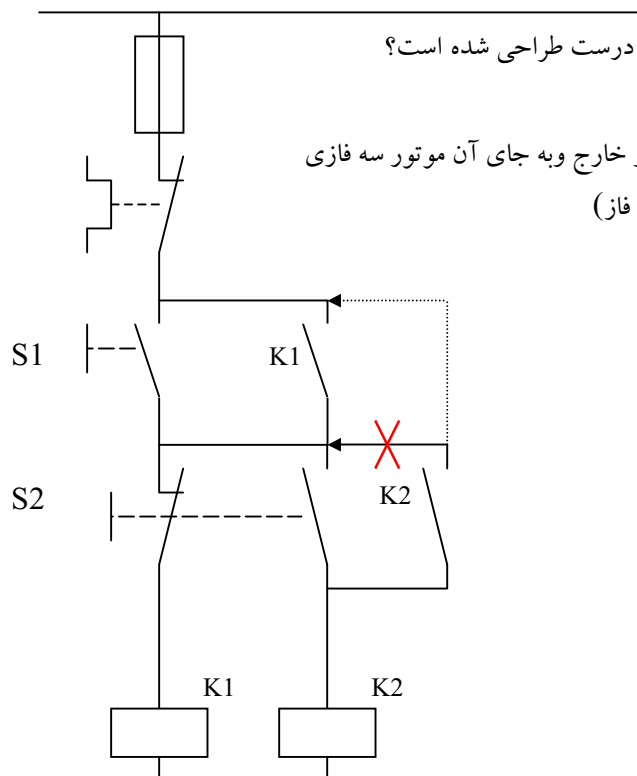 درست طراحی شده است؟
خارج وبه جای آن موتور سه فازی
فاز)
S1
K1
S2
K2
K1
K2